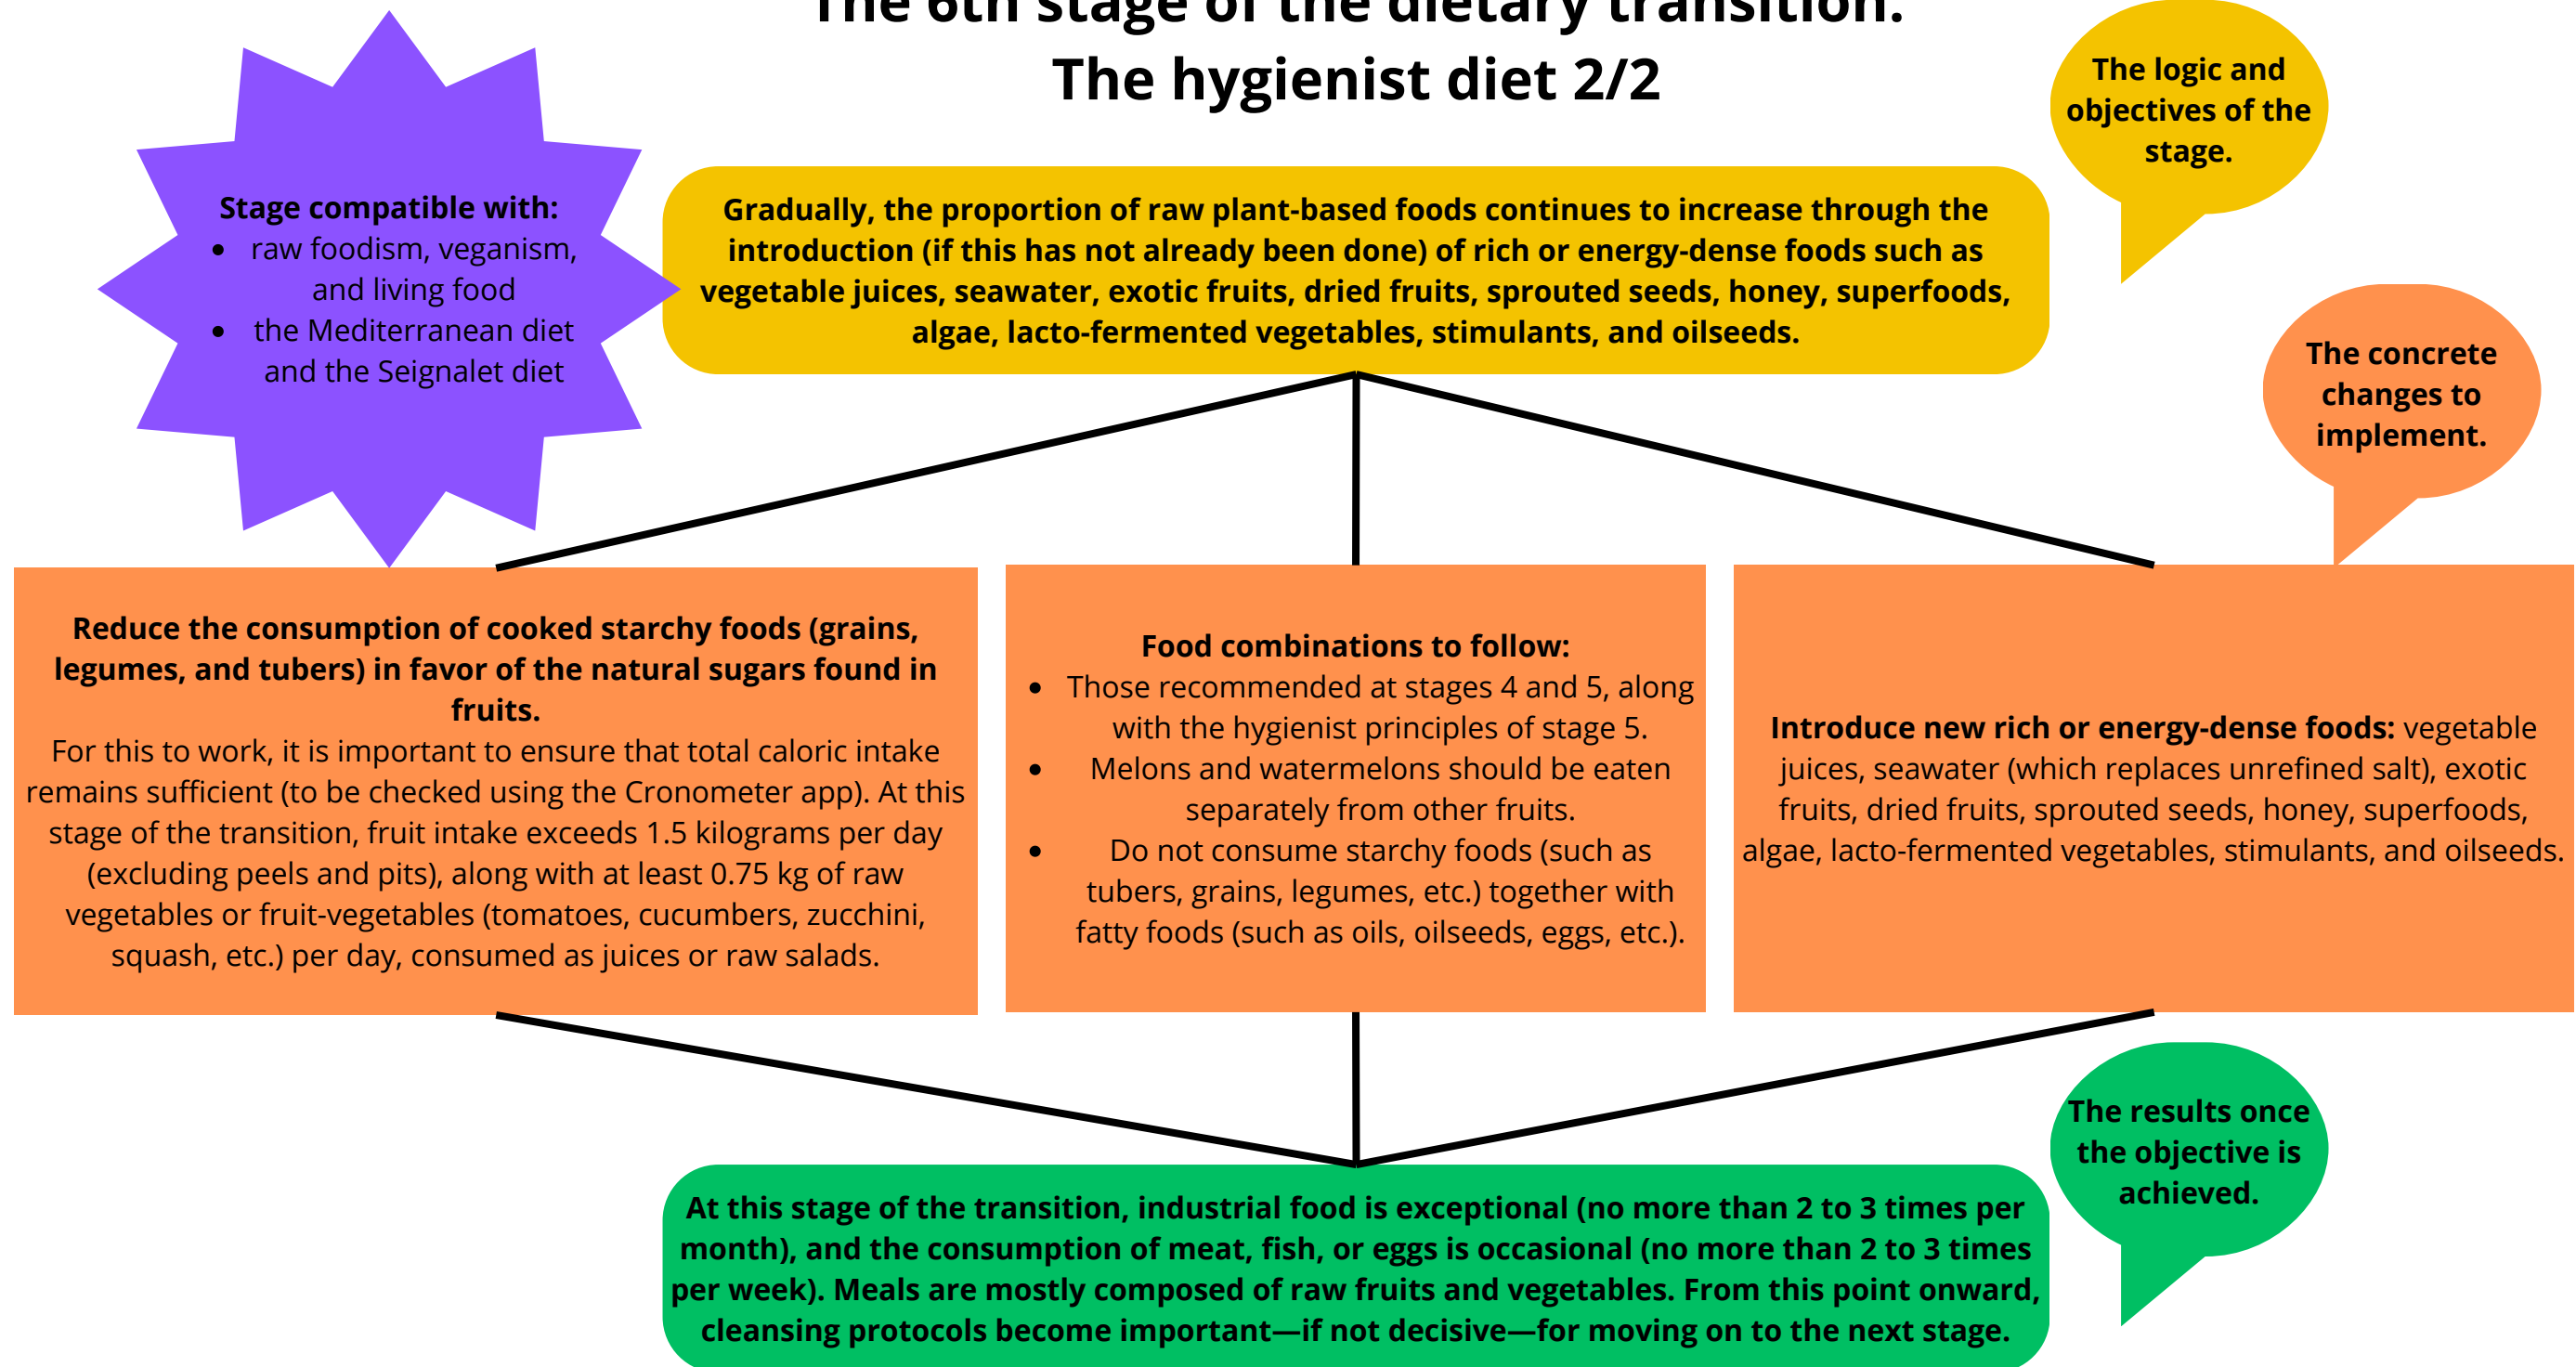 The 6th stage of the dietary transition.
The hygienist diet 2/2
The logic and
objectives of the
stage.
Stage compatible with:
• raw foodism, veganism,
and living food
• the Mediterranean diet
and the Seignalet diet
Gradually, the proportion of raw plant-based foods continues to increase through the
introduction (if this has not already been done) of rich or energy-dense foods such as
vegetable juices, seawater, exotic fruits, dried fruits, sprouted seeds, honey, superfoods,
algae, lacto-fermented vegetables, stimulants, and oilseeds.
The concrete
changes to
implement.
Reduce the consumption of cooked starchy foods (grains,
legumes, and tubers) in favor of the natural sugars found in
fruits.
For this to work, it is important to ensure that total caloric intake
remains sufficient (to be checked using the Cronometer app). At this
stage of the transition, fruit intake exceeds 1.5 kilograms per day
(excluding peels and pits), along with at least 0.75 kg of raw
vegetables or fruit-vegetables (tomatoes, cucumbers, zucchini,
squash, etc.) per day, consumed as juices or raw salads.
Food combinations to follow:
• Those recommended at stages 4 and 5, along
with the hygienist principles of stage 5.
• Melons and watermelons should be eaten
separately from other fruits.
• Do not consume starchy foods (such as
tubers, grains, legumes, etc.) together with
fatty foods (such as oils, oilseeds, eggs, etc.).
Introduce new rich or energy-dense foods: vegetable
juices, seawater (which replaces unrefined salt), exotic
fruits, dried fruits, sprouted seeds, honey, superfoods,
algae, lacto-fermented vegetables, stimulants, and oilseeds.
The results once
the objective is
achieved.
At this stage of the transition, industrial food is exceptional (no more than 2 to 3 times per
month), and the consumption of meat, fish, or eggs is occasional (no more than 2 to 3 times
per week). Meals are mostly composed of raw fruits and vegetables. From this point onward,
cleansing protocols become important—if not decisive—for moving on to the next stage.